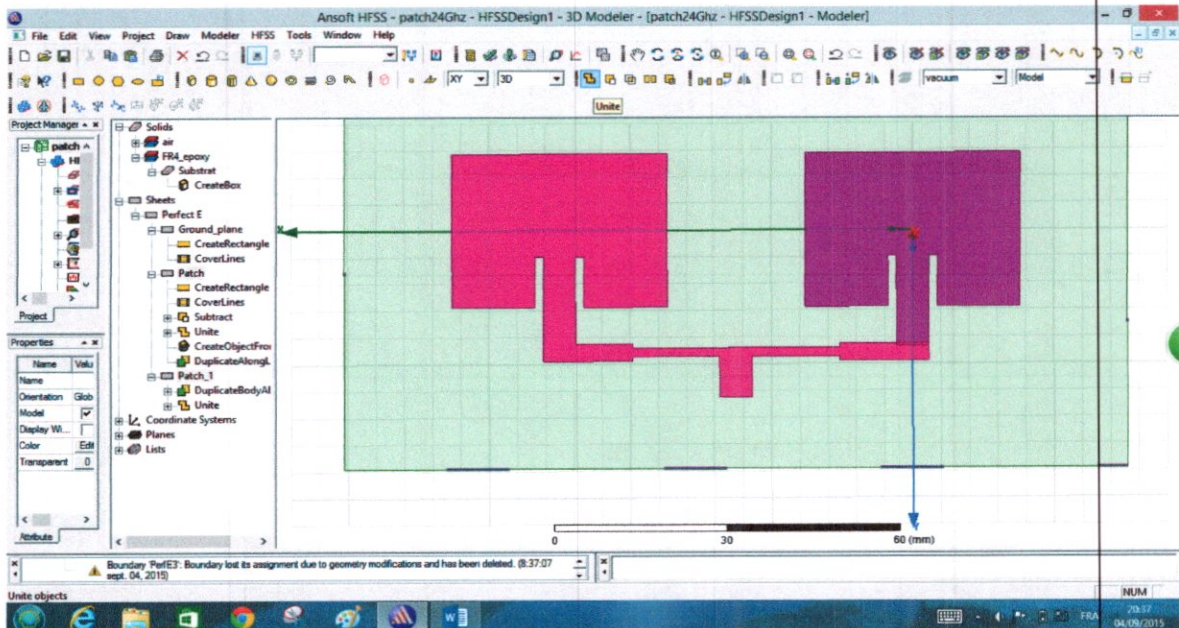 Ansoft HFSS - patch24Ghz - HFSSDesign1 - 3D Modeler - [patch24Ghz - HFSSDesign1 - Modeler]
File Edit View Project Draw Modeler HFSS Tools Window Help
XY 3D vacuum Model
Unite
Project Manager
patch
HI
Project
Properties
Name Valu
Name
Orientation Glob
Model
Display Wi...
Color Edit
Transparent 0
Attribute
Solids
air
FR4_epoxy
Substrat
CreateBox
Sheets
Perfect E
Ground_plane
CreateRectangle
CoverLines
Patch
CreateRectangle
CoverLines
Subtract
Unite
CreateObjectFro
DuplicateAlongL
Patch_1
DuplicateBodyAl
Unite
Coordinate Systems
Planes
Lists
X
0 30 60 (mm)
Boundary 'PerfE3': Boundary lost its assignment due to geometry modifications and has been deleted. (8:37:07
sept. 04, 2015)
Unite objects
NUM
FRA
20:37
04/09/2015